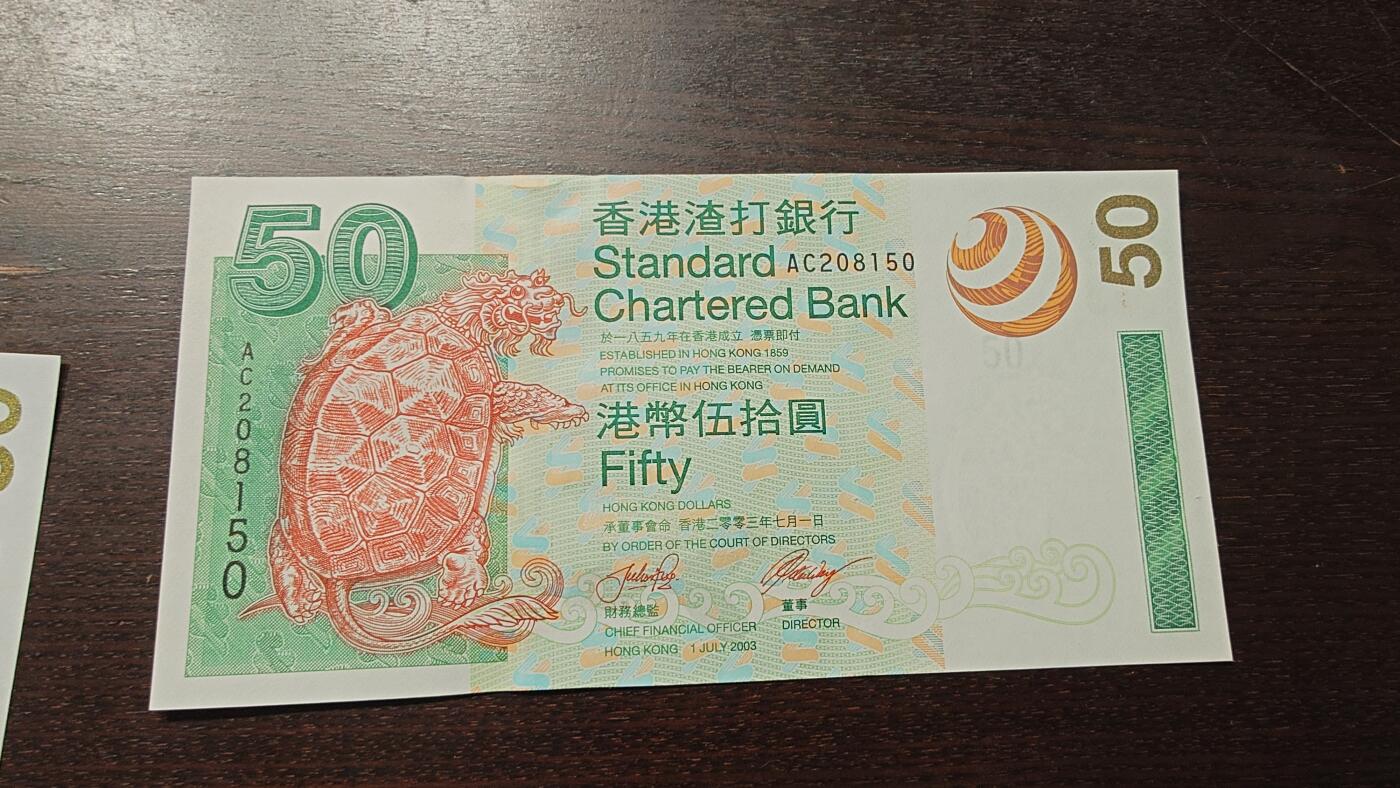 50
AC208150
香港渣打銀行
Standard AC208150
Chartered Bank
於一八五九年在香港成立 憑票即付
ESTABLISHED IN HONG KONG 1859
PROMISES TO PAY THE BEARER ON DEMAND
AT ITS OFFICE IN HONG KONG
港幣伍拾圓
Fifty
HONG KONG DOLLARS
承董事會命 香港二零零三年七月一日
BY ORDER OF THE COURT OF DIRECTORS
財務總監
CHIEF FINANCIAL OFFICER
HONG KONG 1 JULY 2003
董事
DIRECTOR
50
50